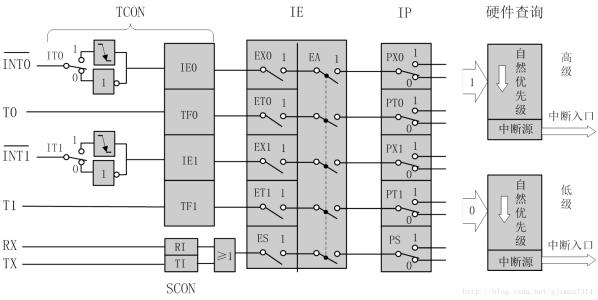 TCON IE IP 硬件查询
INT0 IT0 1 0 1 IE0 EX0 1 EA 1 PX0 1 0 1 自然优先级 高级
T0 TF0 ET0 1 PT0 1 0 中断源 中断入口
INT1 IT1 1 0 1 IE1 EX1 1 PX1 1 0
T1 TF1 ET1 1 PT1 1 0 0 自然优先级 低级
RX RI ≥1 ES 1 PS 1 0 中断源 中断入口
TX TI
SCON
http://blog.csdn.net/gjimms1314